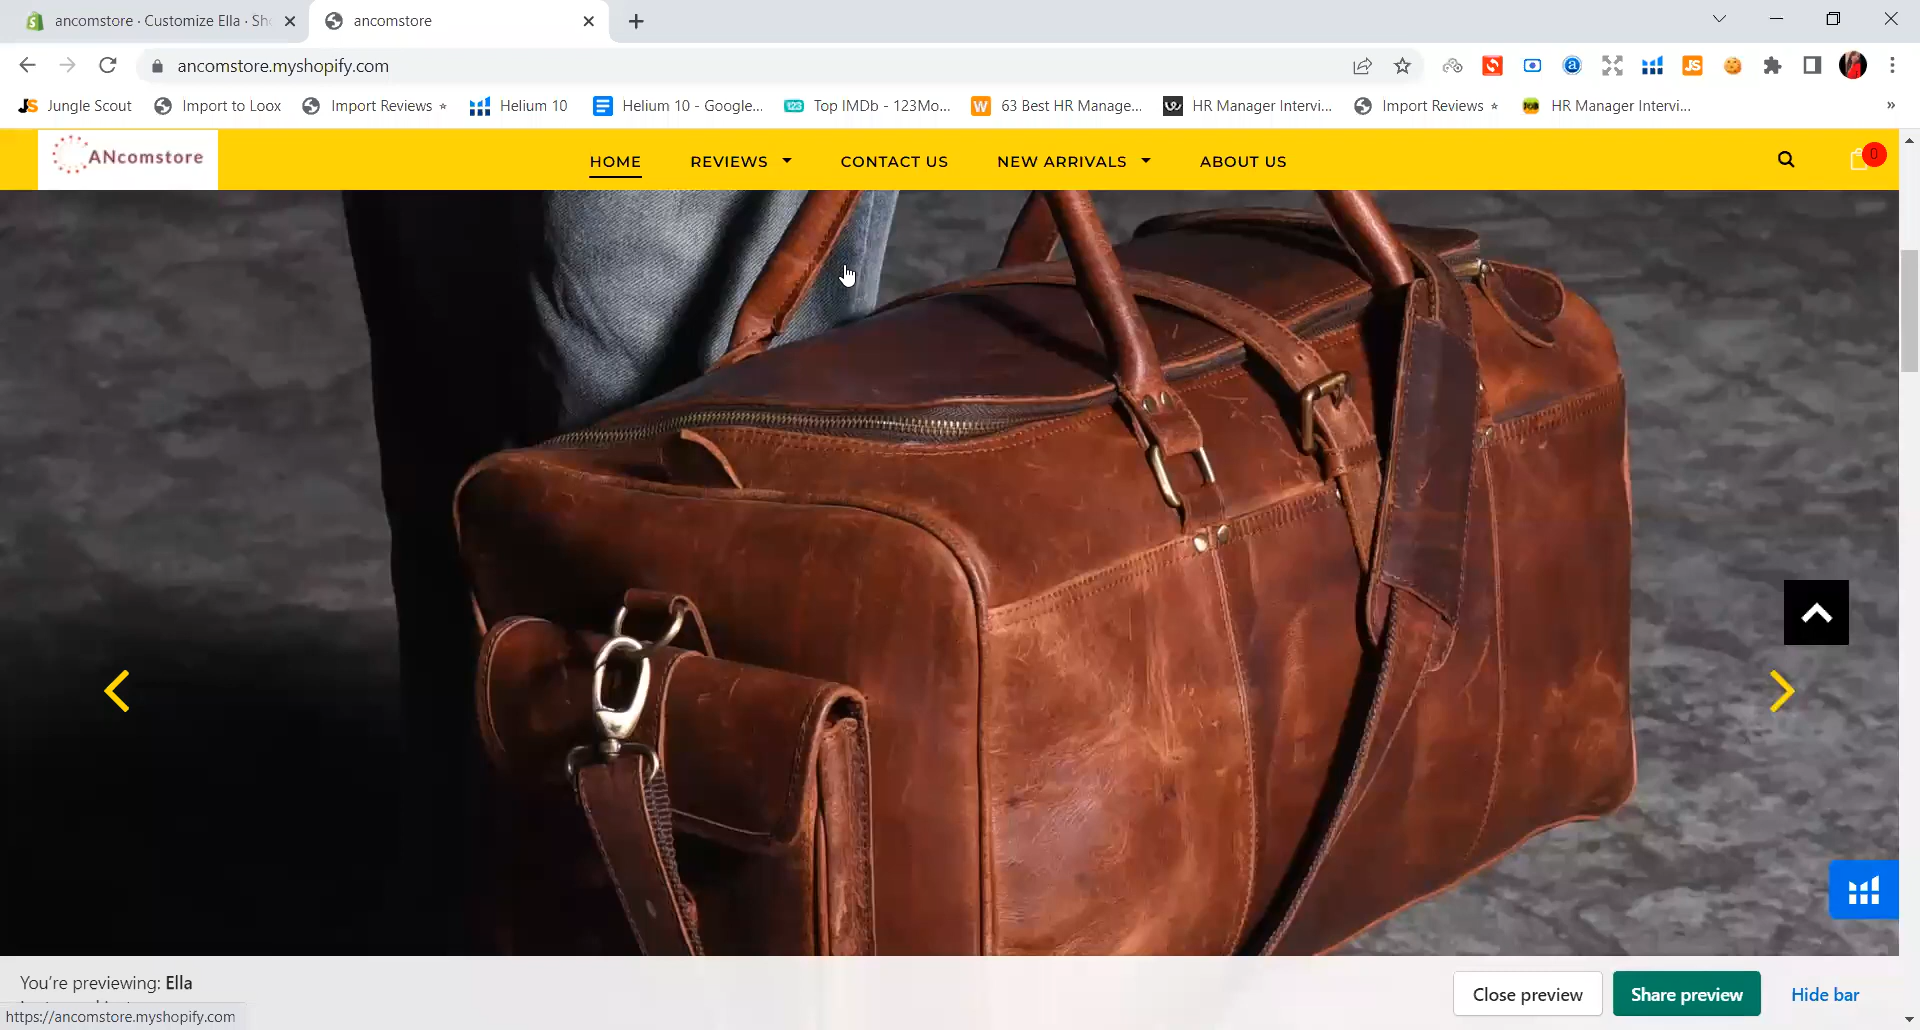 ancomstore · Customize Ella · Sh
ancomstore
ancomstore.myshopify.com
Jungle Scout
Import to Loox
Import Reviews ⭑
Helium 10
Helium 10 - Google...
Top IMDb - 123Mo...
63 Best HR Manage...
HR Manager Intervi...
Import Reviews ⭑
HR Manager Intervi...
»
ANcomstore
HOME
REVIEWS
CONTACT US
NEW ARRIVALS
ABOUT US
0
You're previewing: Ella
Close preview
Share preview
Hide bar
https://ancomstore.myshopify.com